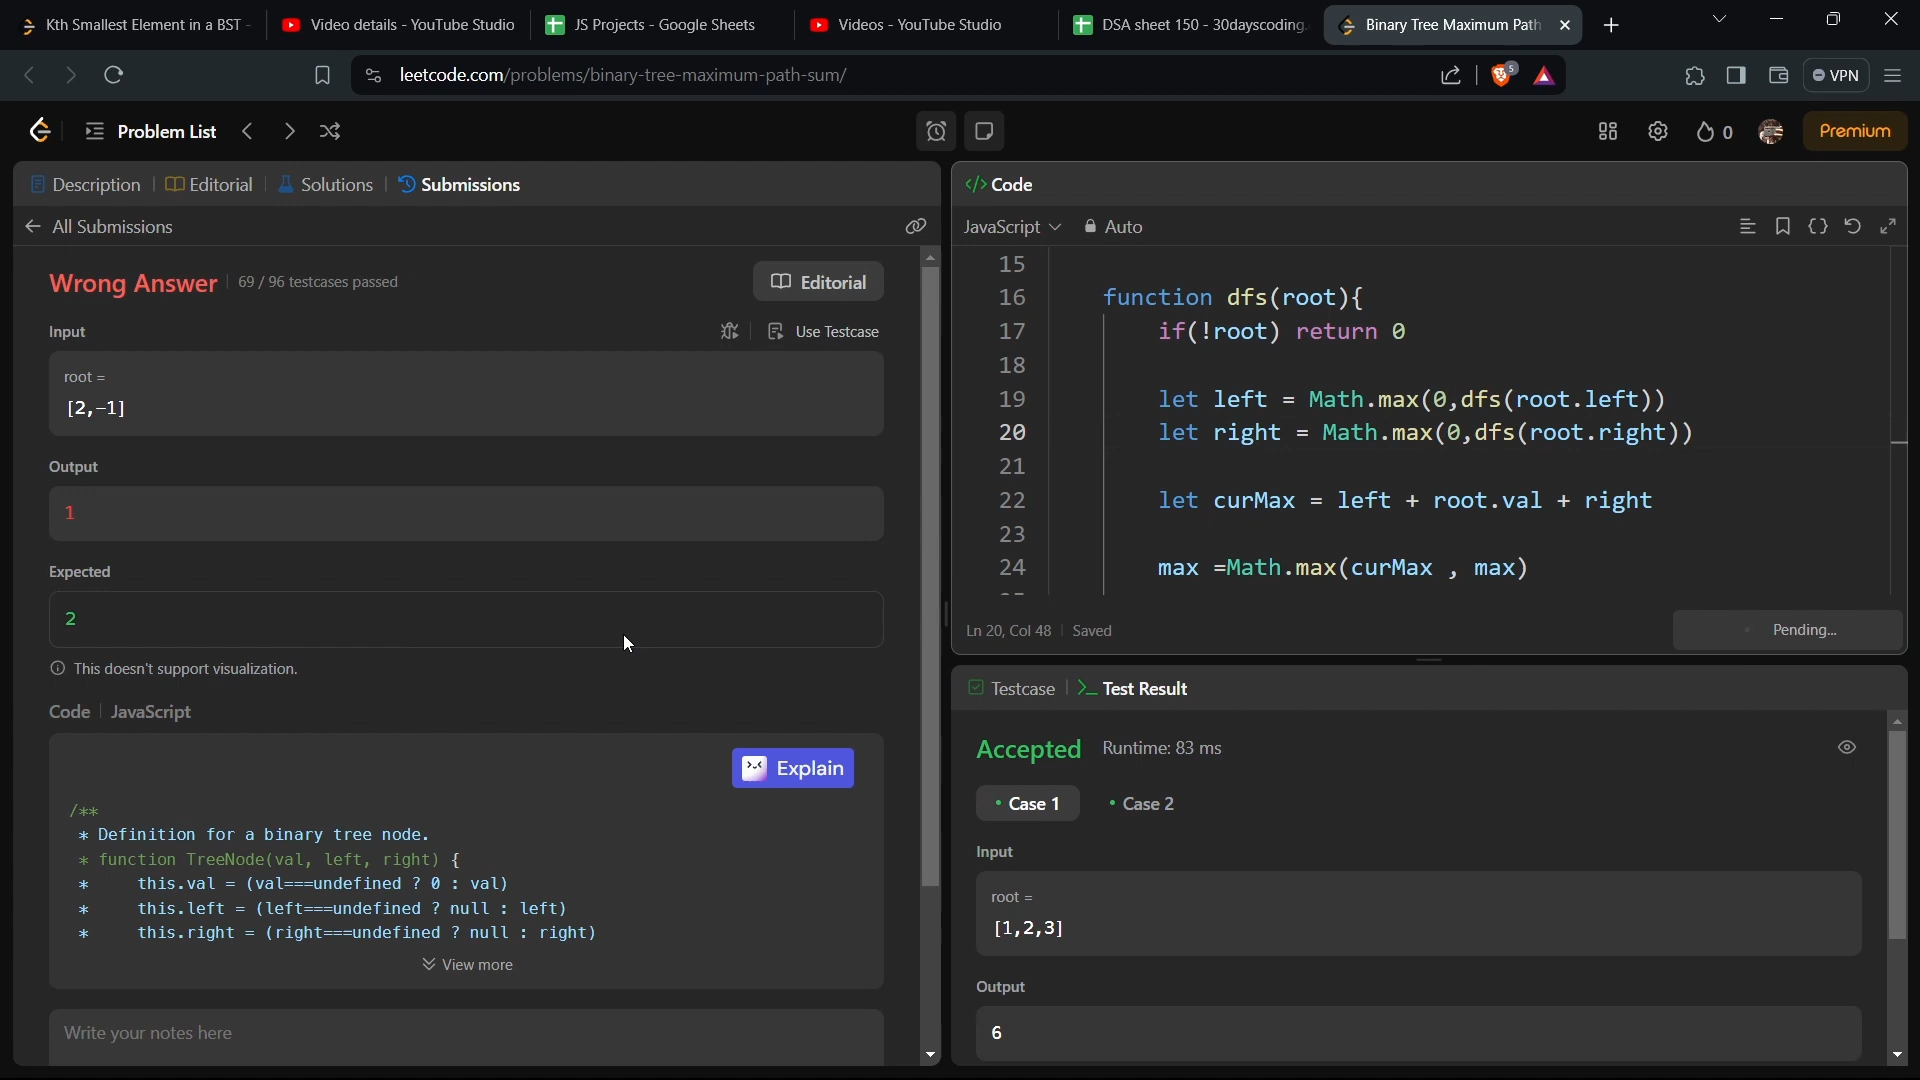 Kth Smallest Element in a BST -
Video details - YouTube Studio
JS Projects - Google Sheets
Videos - YouTube Studio
DSA sheet 150 - 30dayscoding.
Binary Tree Maximum Path
leetcode.com/problems/binary-tree-maximum-path-sum/
5
VPN
Problem List
0
Premium
Description
Editorial
Solutions
Submissions
All Submissions
Wrong Answer
69 / 96 testcases passed
Editorial
Input
Use Testcase
root =
[2,-1]
Output
1
Expected
2
This doesn't support visualization.
Code
JavaScript
Explain
/**
* Definition for a binary tree node.
* function TreeNode(val, left, right) {
*     this.val = (val===undefined ? 0 : val)
*     this.left = (left===undefined ? null : left)
*     this.right = (right===undefined ? null : right)
View more
Write your notes here
</> Code
JavaScript
Auto
15
16 function dfs(root){
17 if(!root) return 0
18
19 let left = Math.max(0,dfs(root.left))
20 let right = Math.max(0,dfs(root.right))
21
22 let curMax = left + root.val + right
23
24 max =Math.max(curMax , max)
Ln 20, Col 48
Saved
Pending...
Testcase
Test Result
Accepted
Runtime: 83 ms
Case 1
Case 2
Input
root =
[1,2,3]
Output
6